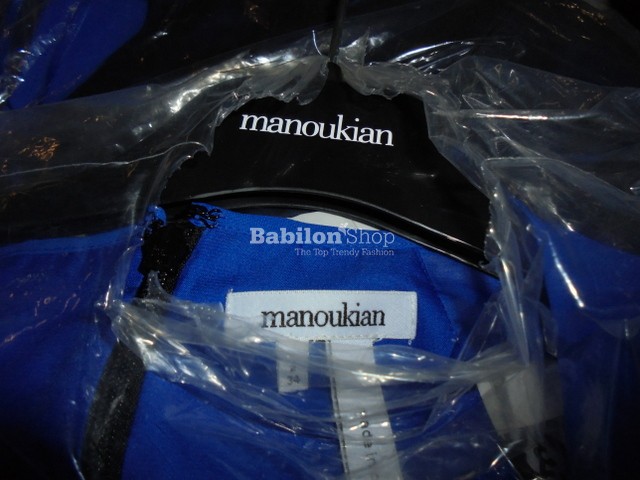 manoukian
Babilon Shop
The Top Trendy Fashion
manoukian